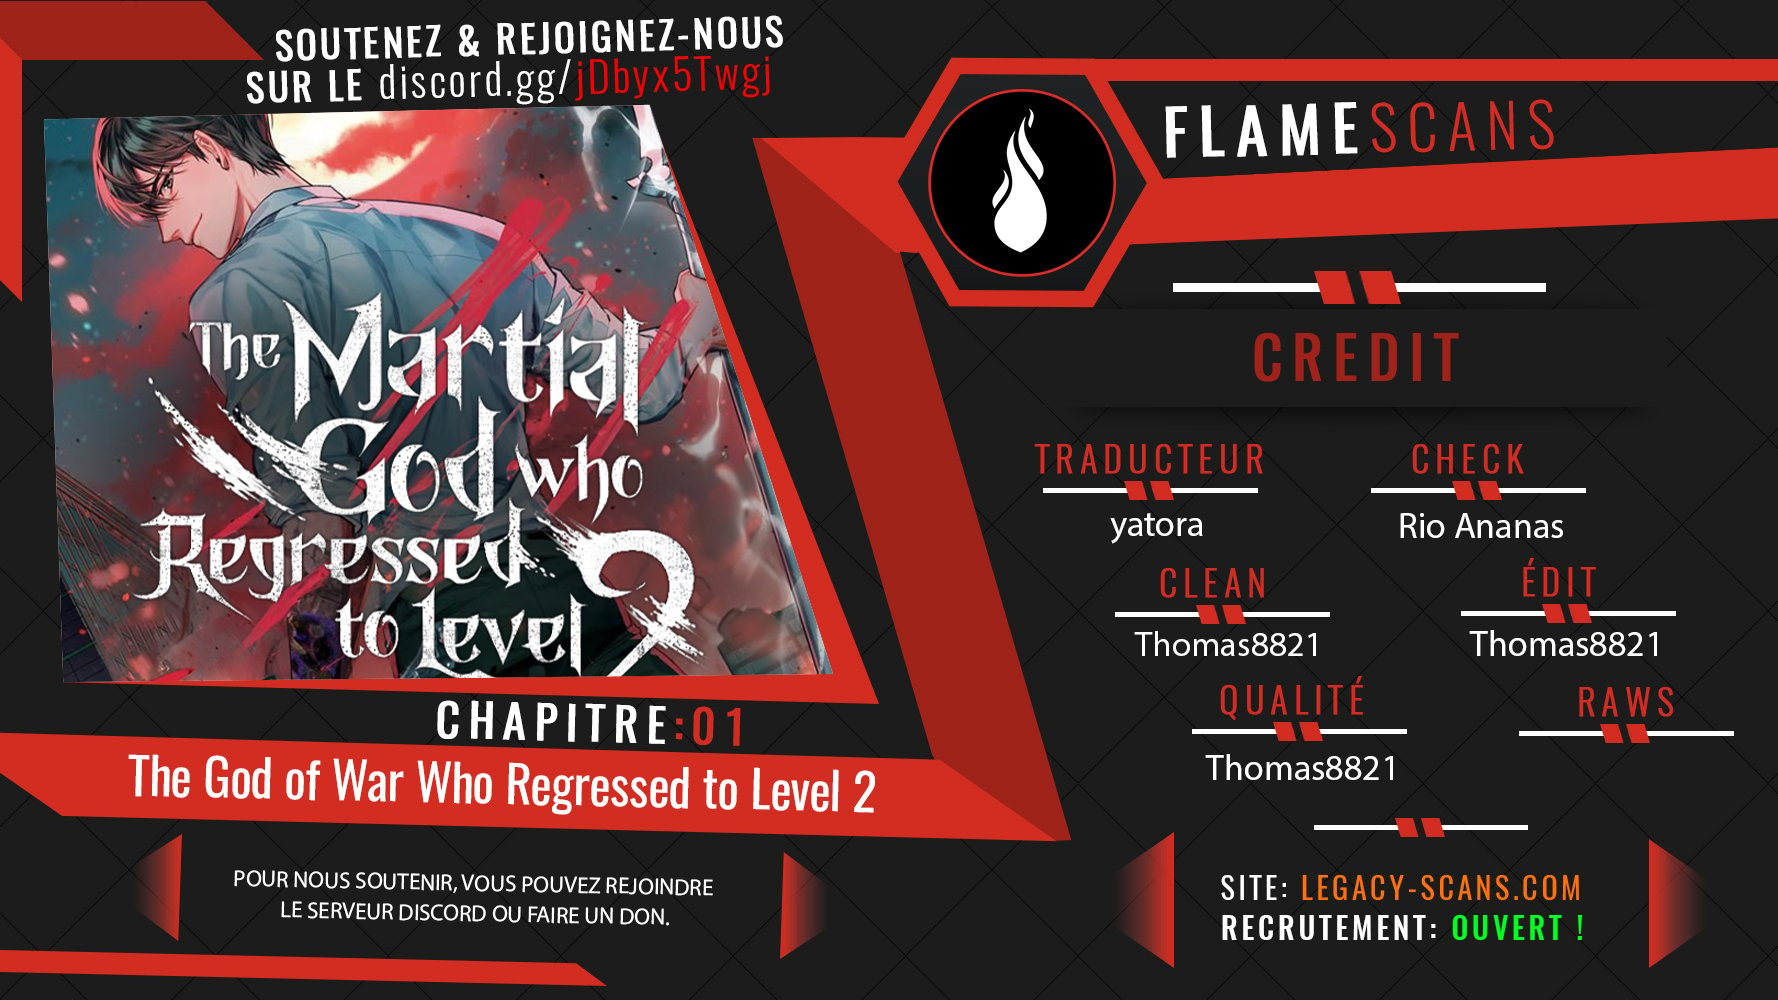 SOUTENEZ & REJOIGNEZ-NOUS
SUR LE discord.gg/jDbyx5Twgj
The Martial
God who
Regressed
to Level 2
CHAPITRE:01
The God of War Who Regressed to Level 2
POUR NOUS SOUTENIR, VOUS POUVEZ REJOINDRE
LE SERVEUR DISCORD OU FAIRE UN DON.
FLAMESCANS
CREDIT
TRADUCTEUR
yatora
CHECK
Rio Ananas
CLEAN
Thomas8821
ÉDIT
Thomas8821
QUALITÉ
Thomas8821
RAWS
SITE: LEGACY-SCANS.COM
RECRUTEMENT: OUVERT !